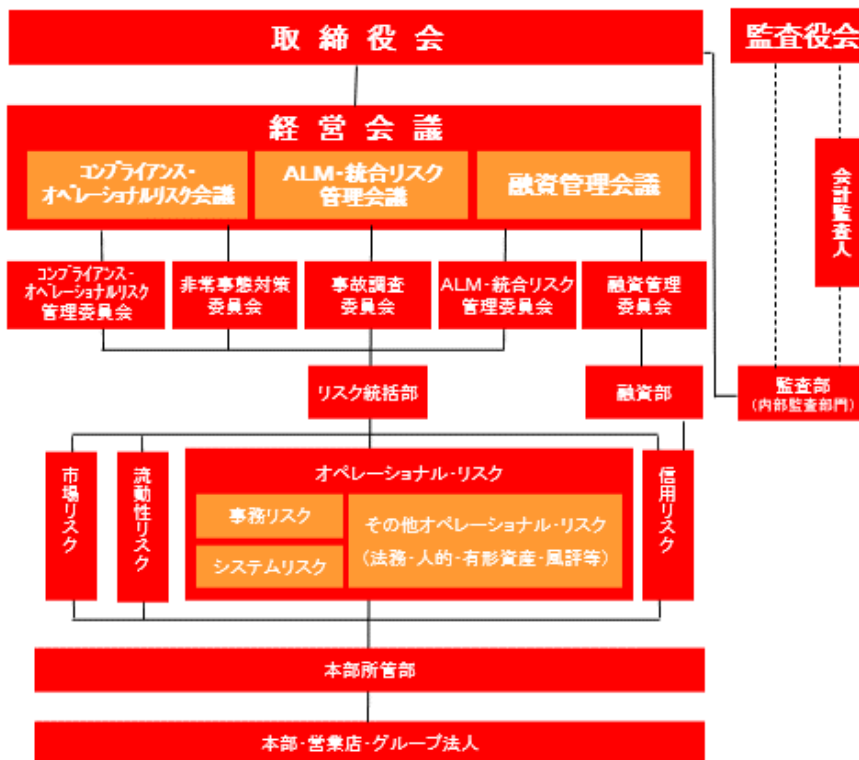 取締役会
監査役会
経営会議
コンプライアンス・
オペレーショナルリスク会議
ALM・統合リスク
管理会議
融資管理会議
会計監査人
コンプライアンス・
オペレーショナルリスク
管理委員会
非常事態対策
委員会
事故調査
委員会
ALM・統合リスク
管理委員会
融資管理
委員会
リスク統括部
融資部
監査部
（内部監査部門）
市場リスク
流動性リスク
オペレーショナル・リスク
事務リスク
システムリスク
その他オペレーショナル・リスク
（法務・人的・有形資産・風評等）
信用リスク
本部所管部
本部・営業店・グループ法人